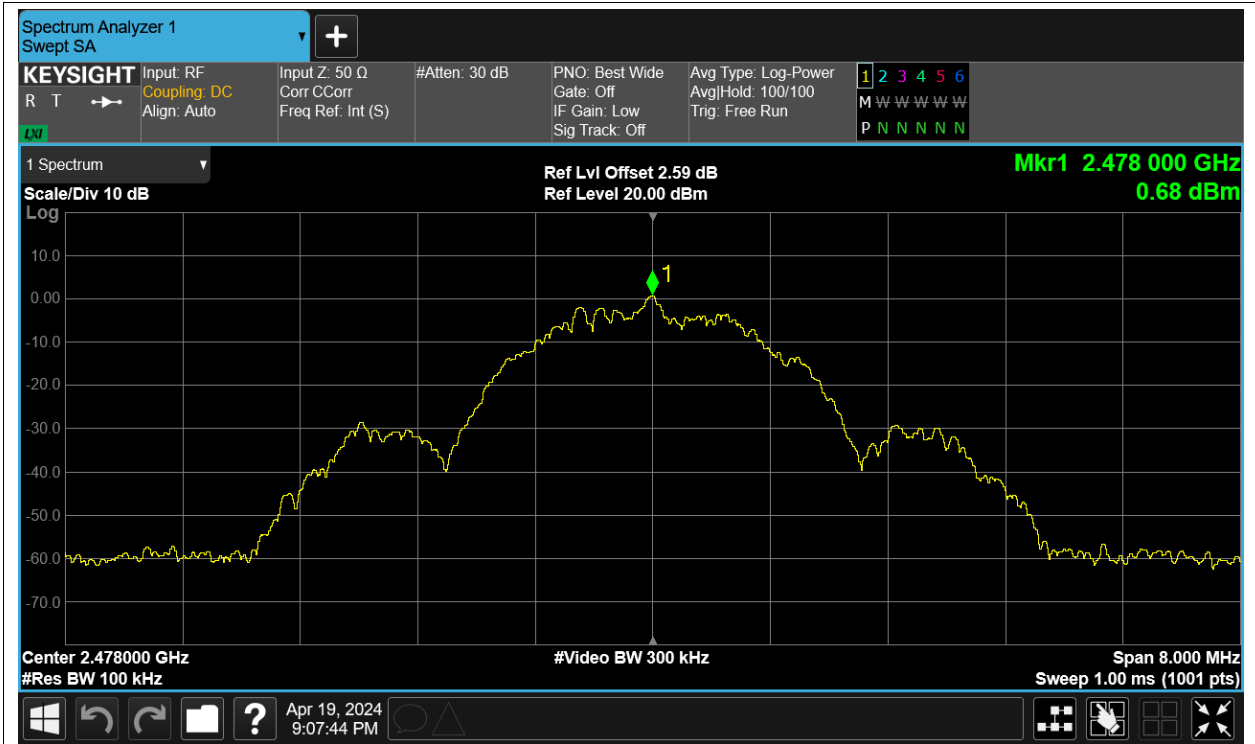 Spectrum Analyzer 1
Swept SA
KEYSIGHT
R T
LXI
Input: RF
Coupling: DC
Align: Auto
Input Z: 50 Ω
Corr CCorr
Freq Ref: Int (S)
#Atten: 30 dB
PNO: Best Wide
Gate: Off
IF Gain: Low
Sig Track: Off
Avg Type: Log-Power
Avg|Hold: 100/100
Trig: Free Run
1 2 3 4 5 6
M W W W W W
P N N N N N
1 Spectrum
Scale/Div 10 dB
Log
Ref Lvl Offset 2.59 dB
Ref Level 20.00 dBm
Mkr1 2.478 000 GHz
0.68 dBm
1
10.0
0.00
-10.0
-20.0
-30.0
-40.0
-50.0
-60.0
-70.0
Center 2.478000 GHz
#Res BW 100 kHz
#Video BW 300 kHz
Span 8.000 MHz
Sweep 1.00 ms (1001 pts)
?
Apr 19, 2024
9:07:44 PM